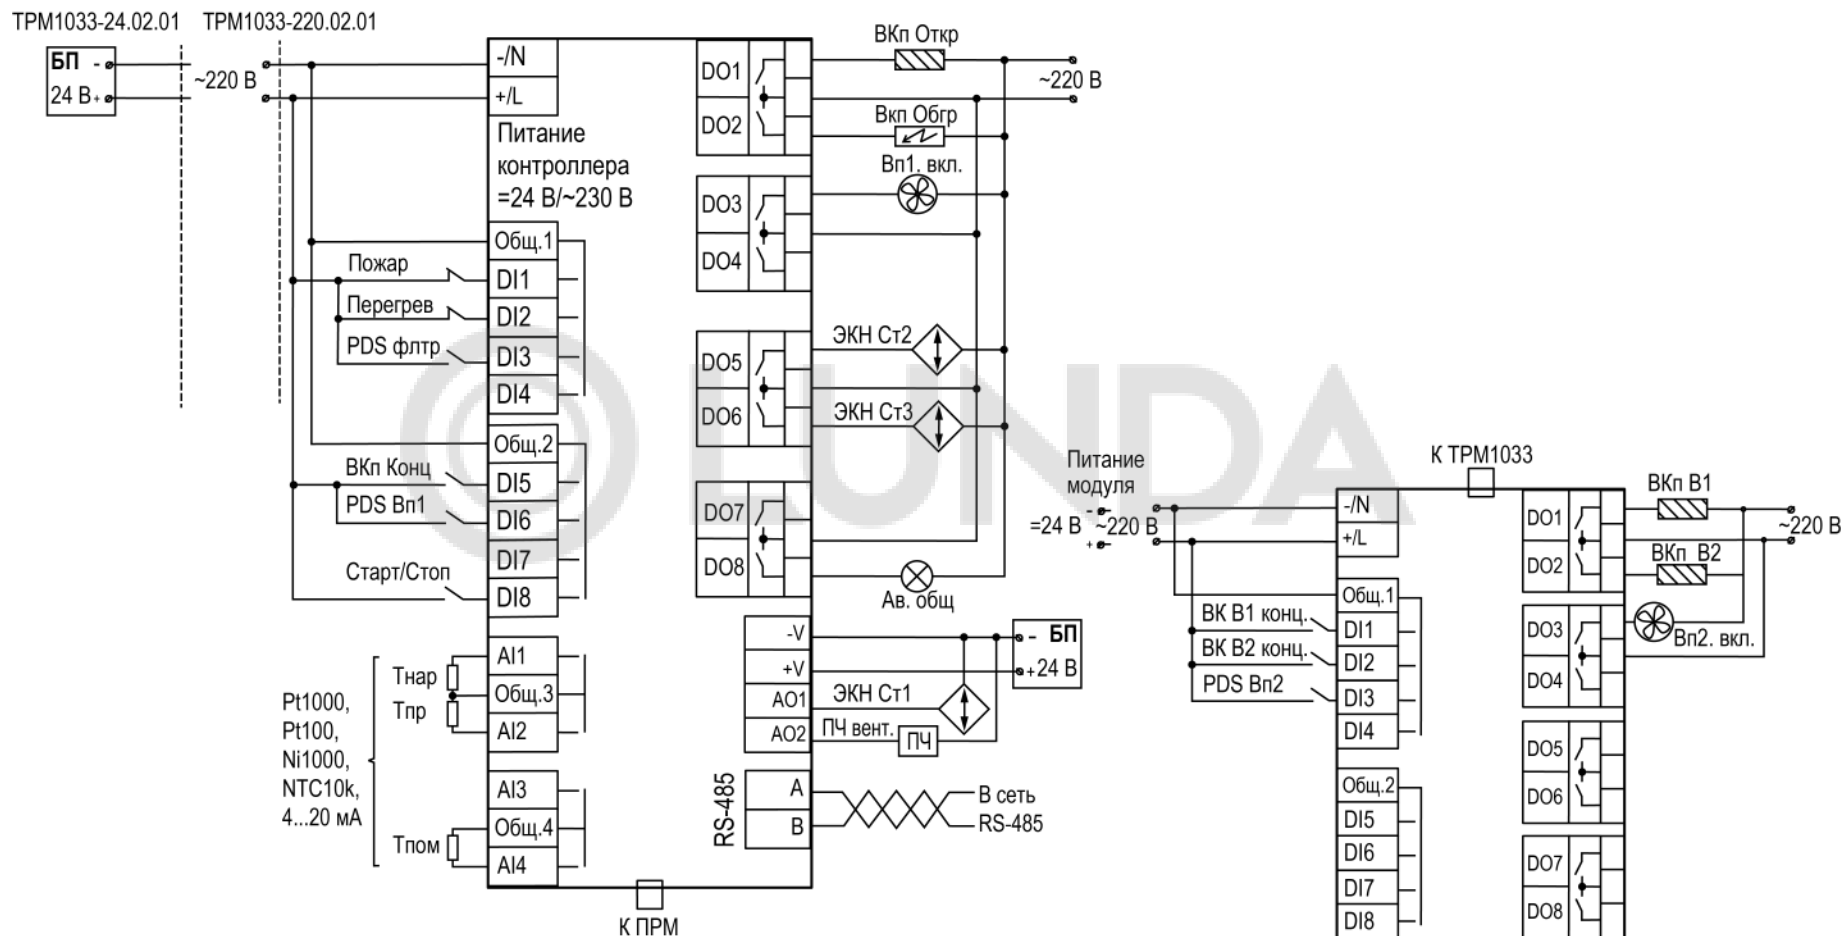 ТРМ1033-24.02.01
ТРМ1033-220.02.01
БП -
24 В +
~220 В
-/N
+/L
Питание
контроллера
=24 В/~230 В
Общ.1
Пожар
DI1
Перегрев
DI2
PDS флтр
DI3
DI4
Общ.2
ВКп Конц
DI5
PDS Вп1
DI6
DI7
Старт/Стоп
DI8
Pt1000,
Pt100,
Ni1000,
NTC10k,
4...20 мА
Тнар
Тпр
Тпом
AI1
Общ.3
AI2
AI3
Общ.4
AI4
К ПРМ
DO1
DO2
DO3
DO4
DO5
DO6
DO7
DO8
ВКп Откр
~220 В
Вкп Обгр
Вп1. вкл.
ЭКН Ст2
ЭКН Ст3
Ав. общ
-V
+V
AO1
AO2
- БП
+24 В
ЭКН Ст1
ПЧ вент.
ПЧ
RS-485
A
B
В сеть
RS-485
LUNDA
Питание
модуля
-
=24 В
+
~220 В
К ТРМ1033
-/N
+/L
Общ.1
ВК В1 конц.
DI1
ВК В2 конц.
DI2
PDS Вп2
DI3
DI4
Общ.2
DI5
DI6
DI7
DI8
DO1
DO2
DO3
DO4
DO5
DO6
DO7
DO8
ВКп В1
~220 В
ВКп В2
Вп2. вкл.